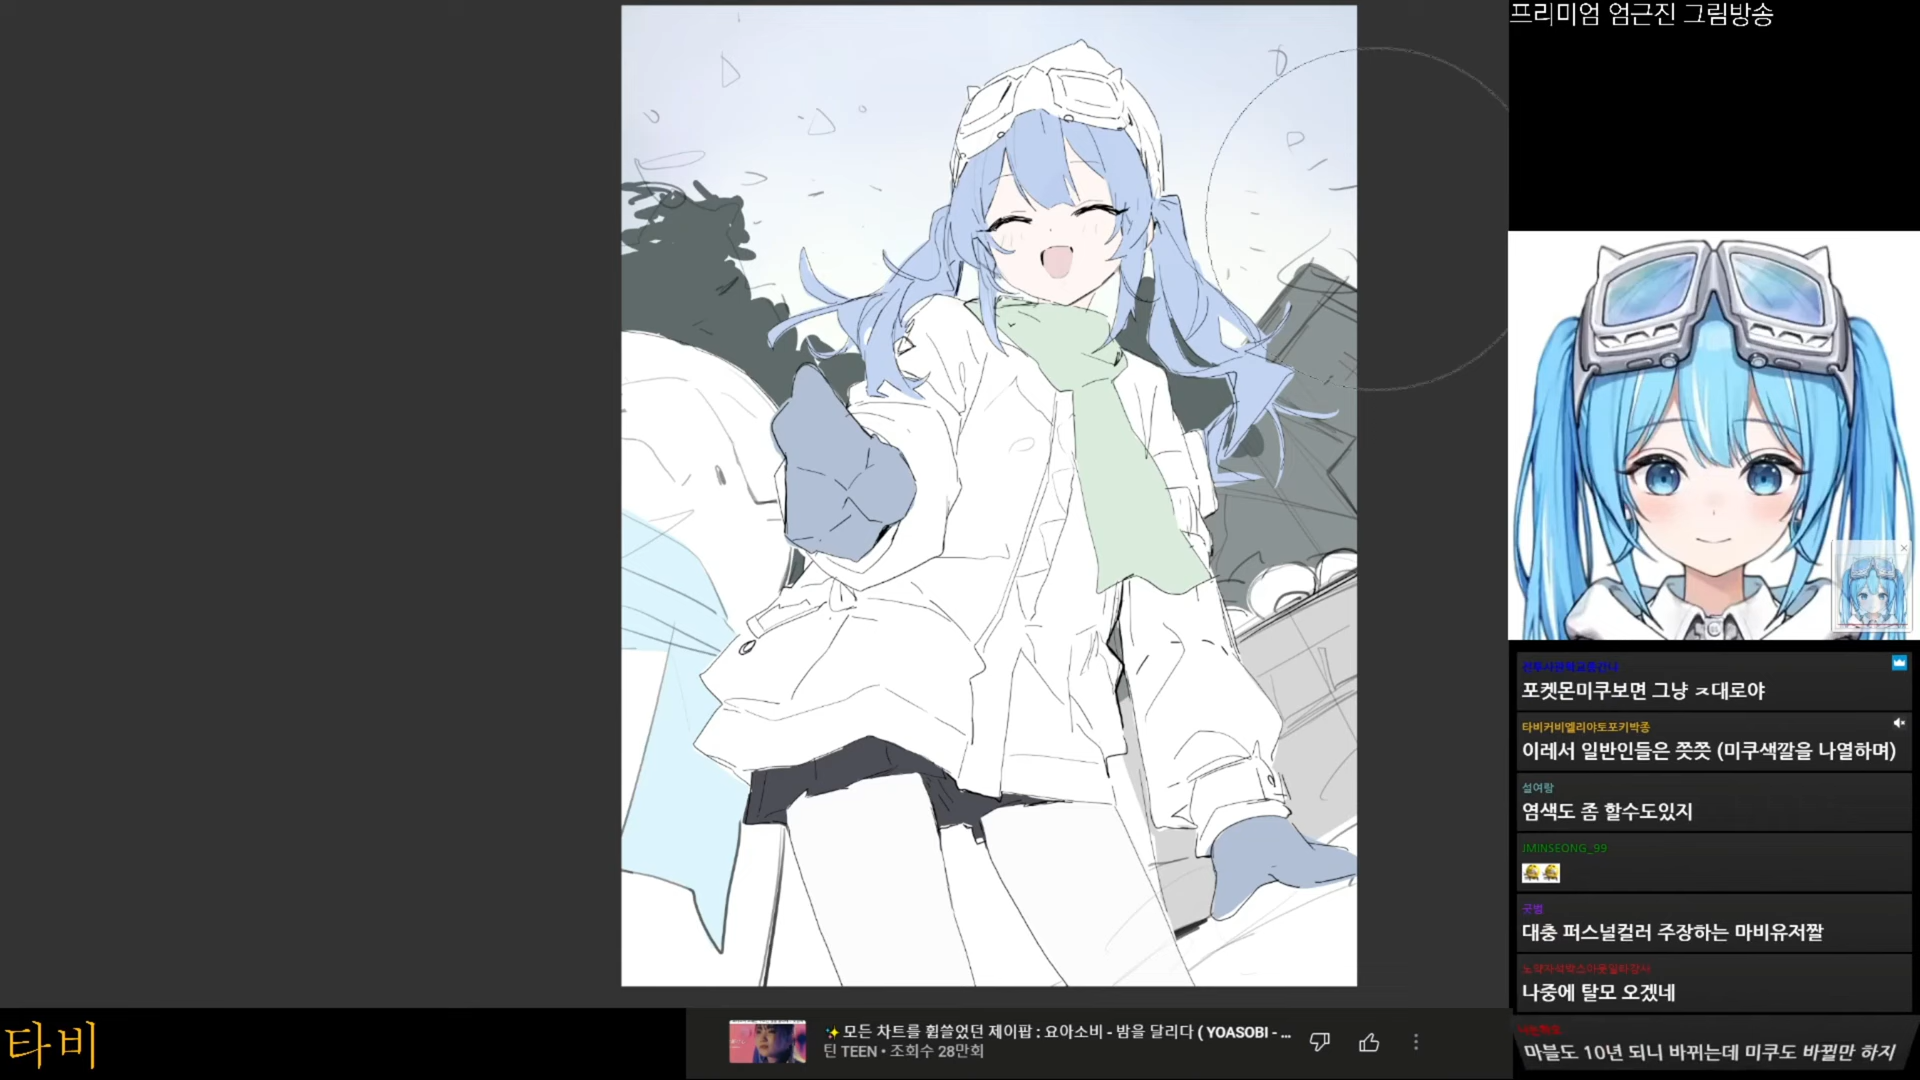 프리미엄 엄근진 그림방송
포켓몬미쿠보면 그냥 ㅈ대로야
타비커비멜리아토포키박종
이레서 일반인들은 쯧쯧 (미쿠색깔을 나열하며)
설여람
염색도 좀 할수도있지
JMINSEONG_99
굿범
대충 퍼스널컬러 주장하는 마비유저짤
나중에 탈모 오겠네
마블도 10년 되니 바뀌는데 미쿠도 바뀔만 하지
타비
✨모든 차트를 휩쓸었던 제이팝 : 요아소비 - 밤을 달리다 ( YOASOBI - ...
틴 TEEN • 조회수 28만회